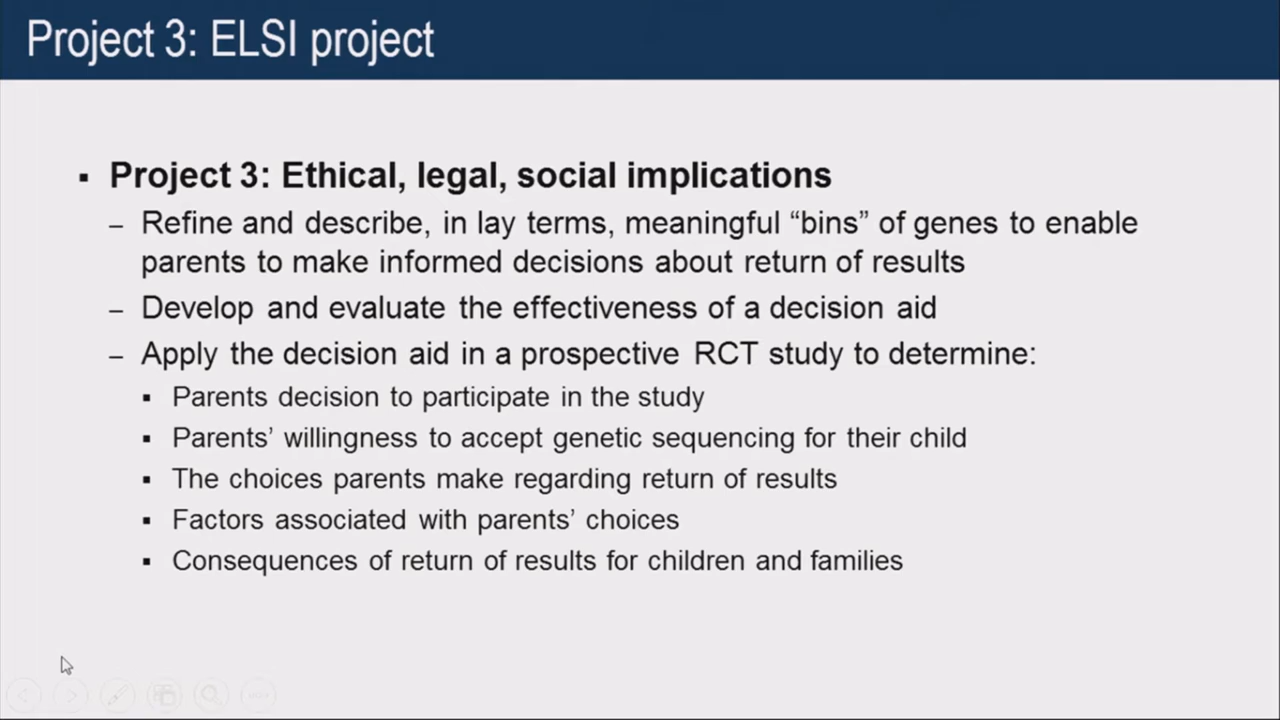 Project 3: ELSI project
▪ Project 3: Ethical, legal, social implications
– Refine and describe, in lay terms, meaningful “bins” of genes to enable
parents to make informed decisions about return of results
– Develop and evaluate the effectiveness of a decision aid
– Apply the decision aid in a prospective RCT study to determine:
▪ Parents decision to participate in the study
▪ Parents’ willingness to accept genetic sequencing for their child
▪ The choices parents make regarding return of results
▪ Factors associated with parents’ choices
▪ Consequences of return of results for children and families